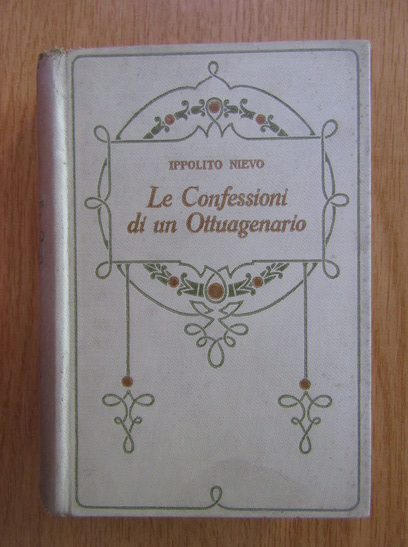 IPPOLITO NIEVO
Le Confessioni
di un Ottuagenario